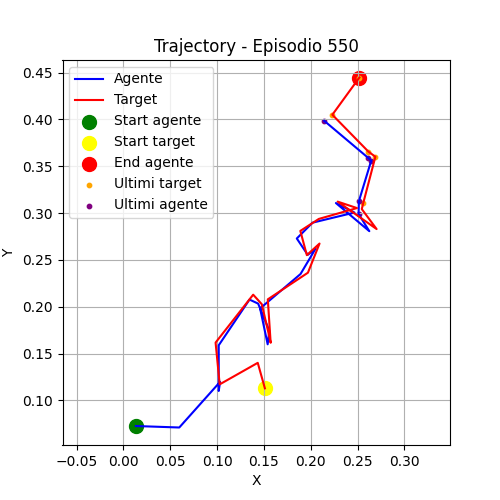 Trajectory - Episodio 550
Y
0.45
0.40
0.35
0.30
0.25
0.20
0.15
0.10
Agente
Target
Start agente
Start target
End agente
Ultimi target
Ultimi agente
−0.05 0.00 0.05 0.10 0.15 0.20 0.25 0.30
X